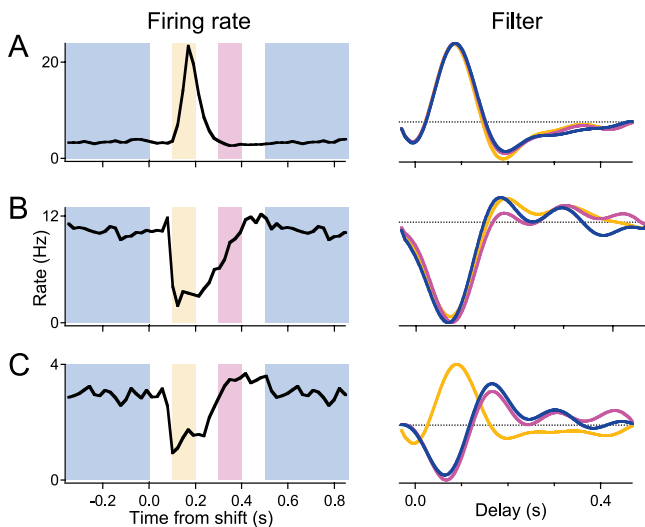 Firing rate Filter
A
20
0
B
12
Rate (Hz)
0
C
4
0
-0.2 0.0 0.2 0.4 0.6 0.8 0.0 0.4
Time from shift (s) Delay (s)